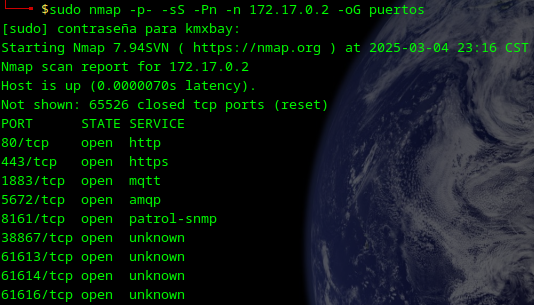 $sudo nmap -p- -sS -Pn -n 172.17.0.2 -oG puertos
[sudo] contraseña para kmxbay:
Starting Nmap 7.94SVN ( https://nmap.org ) at 2025-03-04 23:16 CST
Nmap scan report for 172.17.0.2
Host is up (0.0000070s latency).
Not shown: 65526 closed tcp ports (reset)
PORT      STATE SERVICE
80/tcp    open  http
443/tcp   open  https
1883/tcp  open  mqtt
5672/tcp  open  amqp
8161/tcp  open  patrol-snmp
38867/tcp open  unknown
61613/tcp open  unknown
61614/tcp open  unknown
61616/tcp open  unknown